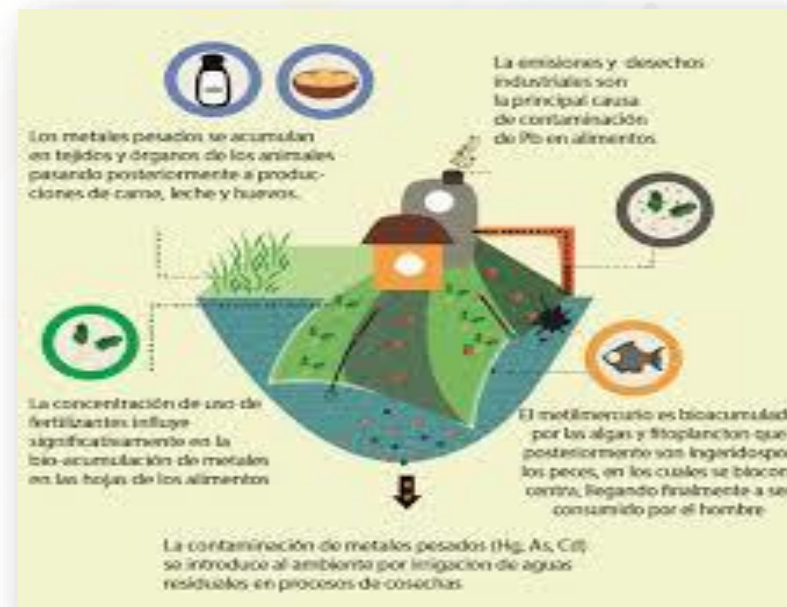 La emisiones y desechos
industriales son
la principal causa
de contaminación
de Pb en alimentos
Los metales pesados se acumulan
en tejidos y órganos de los animales
pasando posteriormente a produc-
ciones de carne, leche y huevos.
La concentración de uso de
fertilizantes influye
significativamente en la
bio-acumulación de metales
en las hojas de los alimentos
El metilmercurio es bioacumulad
por las algas y fitoplancton que
posteriormente son ingeridospo
los peces, en los cuales se biocon
centra, llegando finalmente a se
consumido por el hombre
La contaminación de metales pesados (Hg, As, Cd)
se introduce al ambiente por irrigacion de aguas
residuales en procesos de cosechas